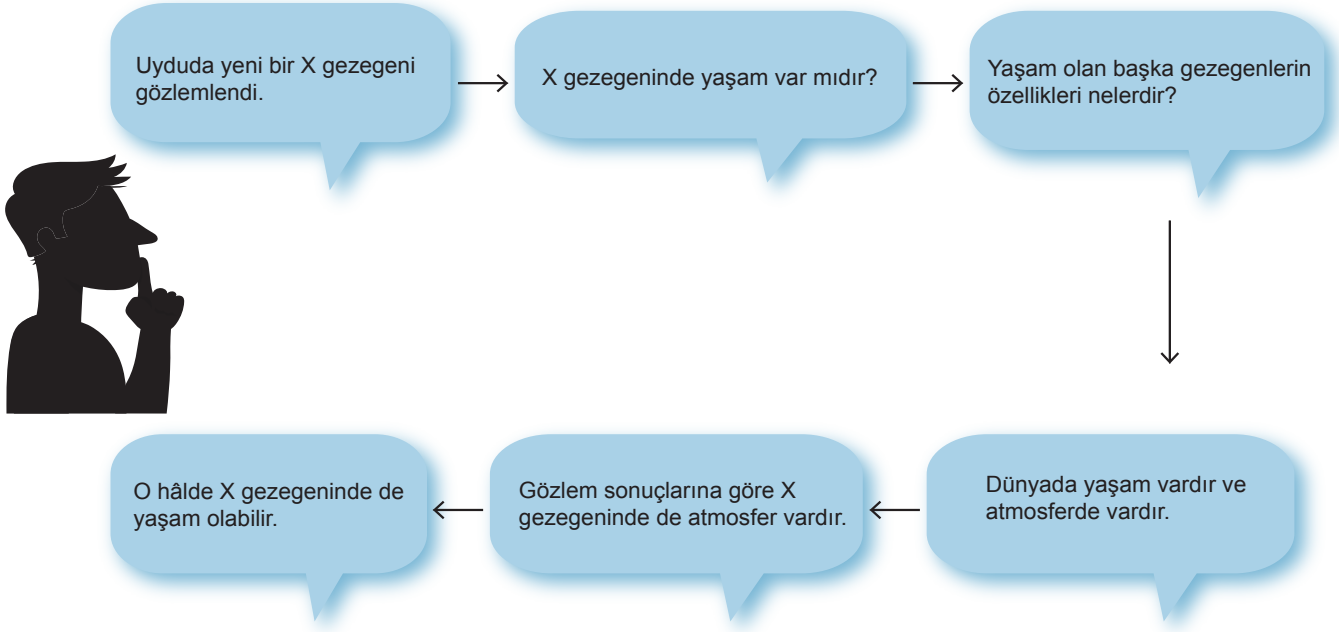 Uyduda yeni bir X gezegeni
gözlemlendi.
X gezegeninde yaşam var mıdır?
Yaşam olan başka gezegenlerin
özellikleri nelerdir?
Dünyada yaşam vardır ve
atmosferde vardır.
Gözlem sonuçlarına göre X
gezegeninde de atmosfer vardır.
O hâlde X gezegeninde de
yaşam olabilir.